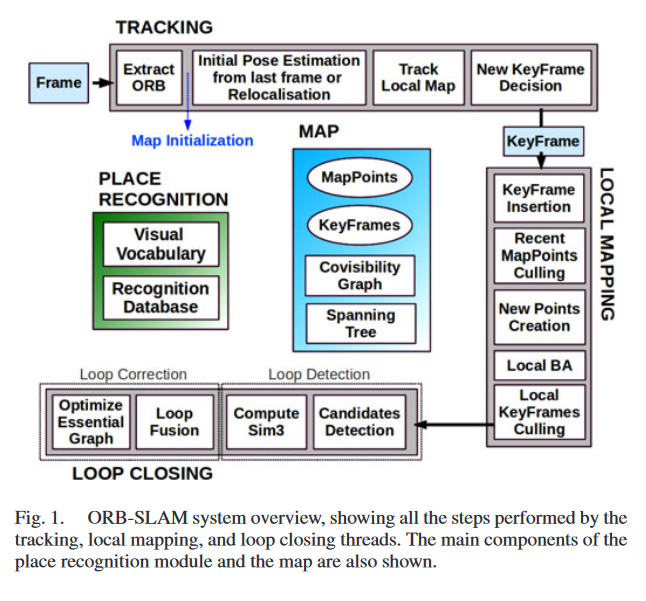 TRACKING
Frame
Extract
ORB
Initial Pose Estimation
from last frame or
Relocalisation
Track
Local Map
New KeyFrame
Decision
Map Initialization
KeyFrame
MAP
MapPoints
KeyFrames
Covisibility
Graph
Spanning
Tree
PLACE
RECOGNITION
Visual
Vocabulary
Recognition
Database
LOCAL MAPPING
KeyFrame
Insertion
Recent
MapPoints
Culling
New Points
Creation
Local BA
Local
KeyFrames
Culling
Loop Correction
Loop Detection
Optimize
Essential
Graph
Loop
Fusion
Compute
Sim3
Candidates
Detection
LOOP CLOSING
Fig. 1. ORB-SLAM system overview, showing all the steps performed by the
tracking, local mapping, and loop closing threads. The main components of the
place recognition module and the map are also shown.